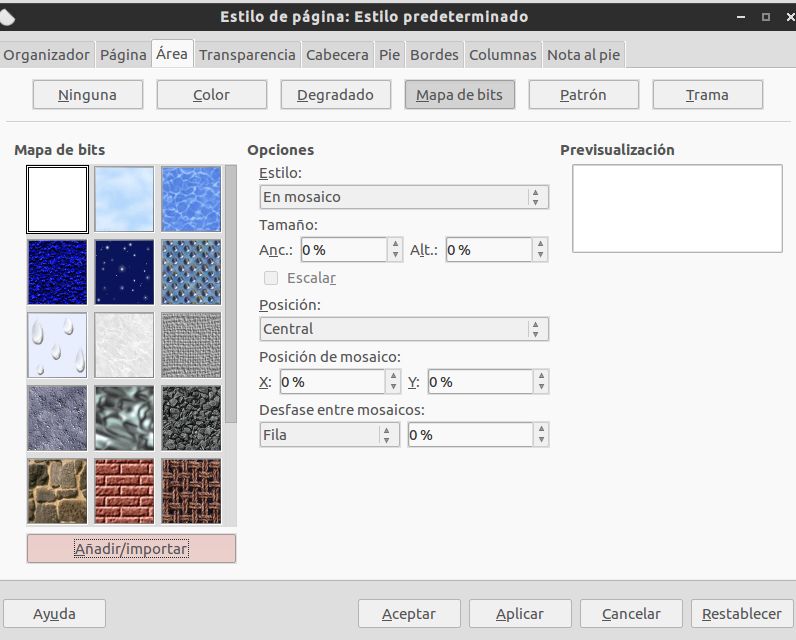 Estilo de página: Estilo predeterminado
Organizador Página Área Transparencia Cabecera Pie Bordes Columnas Nota al pie
Ninguna Color Degradado Mapa de bits Patrón Trama
Mapa de bits
Opciones
Estilo:
En mosaico
Tamaño:
Anc.: 0 % Alt.: 0 %
Escalar
Posición:
Central
Posición de mosaico:
X: 0 % Y: 0 %
Desfase entre mosaicos:
Fila 0 %
Previsualización
Añadir/importar
Ayuda Aceptar Aplicar Cancelar Restablecer